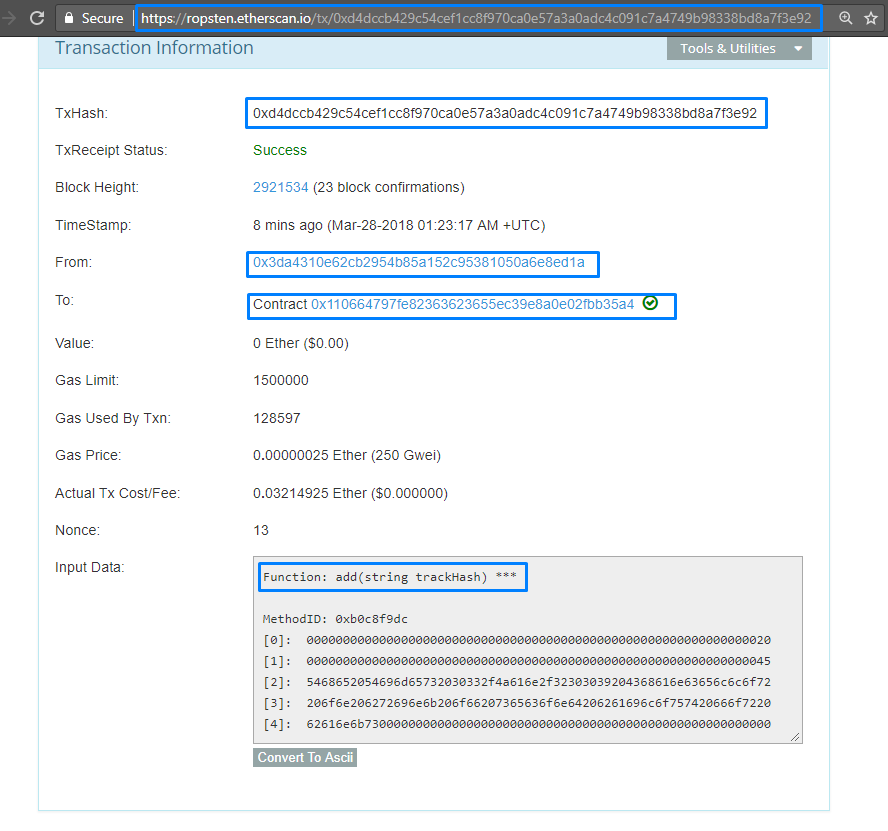 Secure | https://ropsten.etherscan.io/tx/0xd4dccb429c54cef1cc8f970ca0e57a3a0adc4c091c7a4749b98338bd8a7f3e92
Transaction Information Tools & Utilities
TxHash: 0xd4dccb429c54cef1cc8f970ca0e57a3a0adc4c091c7a4749b98338bd8a7f3e92
TxReceipt Status: Success
Block Height: 2921534 (23 block confirmations)
TimeStamp: 8 mins ago (Mar-28-2018 01:23:17 AM +UTC)
From: 0x3da4310e62cb2954b85a152c95381050a6e8ed1a
To: Contract 0x110664797fe82363623655ec39e8a0e02fbb35a4
Value: 0 Ether ($0.00)
Gas Limit: 1500000
Gas Used By Txn: 128597
Gas Price: 0.00000025 Ether (250 Gwei)
Actual Tx Cost/Fee: 0.03214925 Ether ($0.000000)
Nonce: 13
Input Data:
Function: add(string trackHash) ***
MethodID: 0xb0c8f9dc
[0]: 0000000000000000000000000000000000000000000000000000000000000020
[1]: 0000000000000000000000000000000000000000000000000000000000000045
[2]: 5468652054696d65732030332f4a616e2f32303039204368616e63656c6c6f72
[3]: 206f6e206272696e6b206f66207365636f6e64206261696c6f757420666f7220
[4]: 62616e6b73000000000000000000000000000000000000000000000000000000
Convert To Ascii